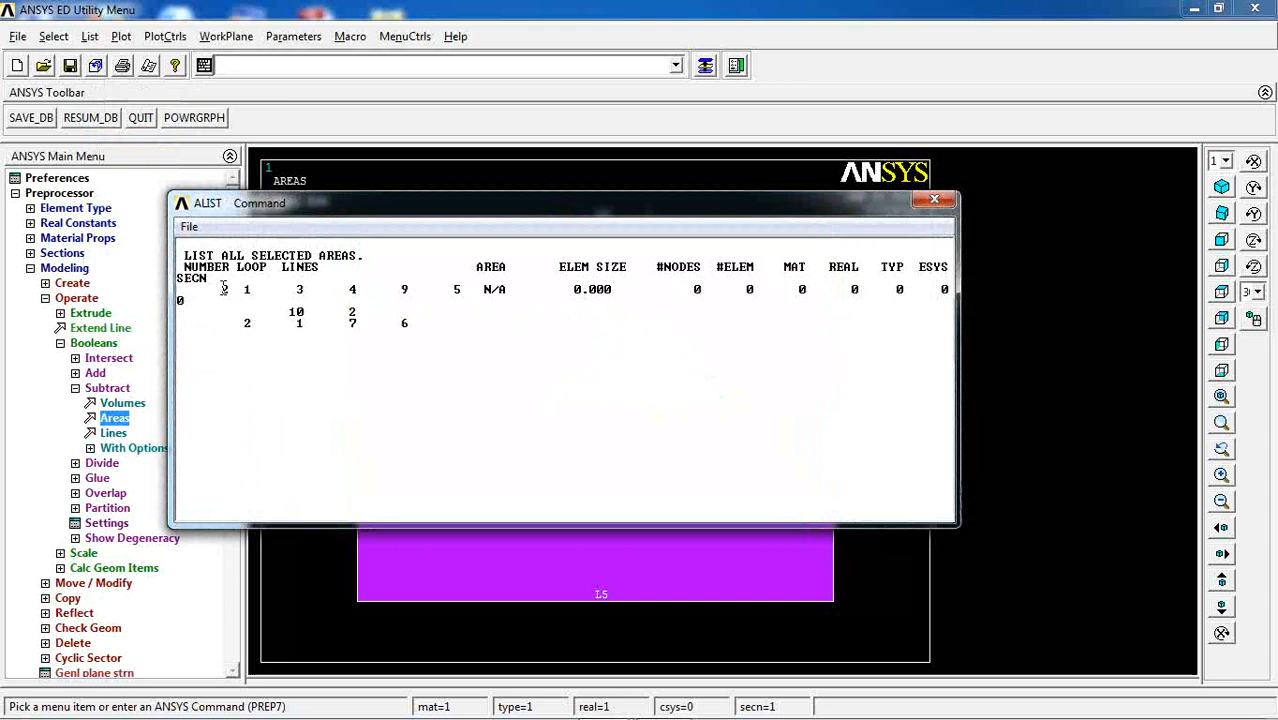 ANSYS ED Utility Menu
File Select List Plot PlotCtrls WorkPlane Parameters Macro MenuCtrls Help
ANSYS Toolbar
SAVE_DB RESUM_DB QUIT POWRGRPH
ANSYS Main Menu
Preferences
Preprocessor
Element Type
Real Constants
Material Props
Sections
Modeling
Create
Operate
Extrude
Extend Line
Booleans
Intersect
Add
Subtract
Volumes
Areas
Lines
With Options
Divide
Glue
Overlap
Partition
Settings
Show Degeneracy
Scale
Calc Geom Items
Move / Modify
Copy
Reflect
Check Geom
Delete
Cyclic Sector
Genl plane strn
1
AREAS
ANSYS
ALIST Command
File
LIST ALL SELECTED AREAS.
NUMBER LOOP LINES AREA ELEM SIZE #NODES #ELEM MAT REAL TYP ESYS
SECN
1 3 4 9 5 N/A 0.000 0 0 0 0 0 0
0
10 2
2 1 7 6
L5
1
3
Pick a menu item or enter an ANSYS Command (PREP7)
mat=1 type=1 real=1 csys=0 secn=1